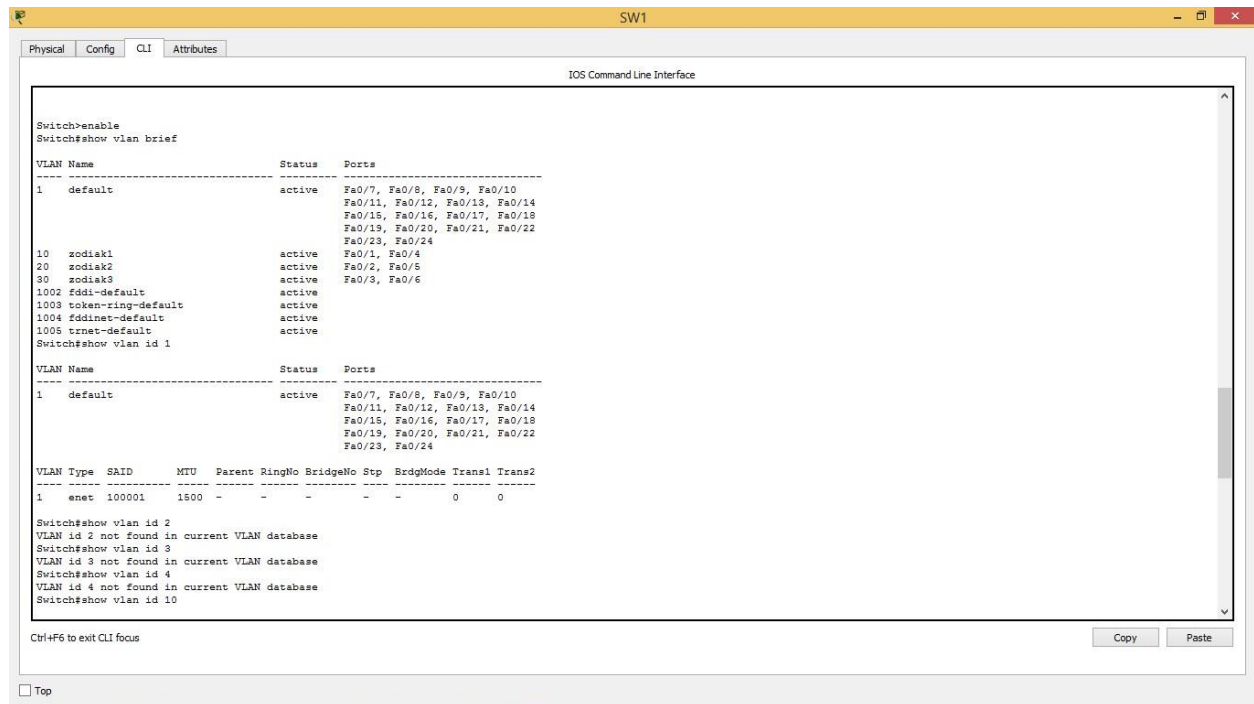 SW1
Physical Config CLI Attributes
IOS Command Line Interface
Switch>enable
Switch#show vlan brief
VLAN Name                             Status    Ports
---- -------------------------------- --------- -------------------------------
1    default                          active    Fa0/7, Fa0/8, Fa0/9, Fa0/10
                                                Fa0/11, Fa0/12, Fa0/13, Fa0/14
                                                Fa0/15, Fa0/16, Fa0/17, Fa0/18
                                                Fa0/19, Fa0/20, Fa0/21, Fa0/22
                                                Fa0/23, Fa0/24
10   zodiak1                          active    Fa0/1, Fa0/4
20   zodiak2                          active    Fa0/2, Fa0/5
30   zodiak3                          active    Fa0/3, Fa0/6
1002 fddi-default                     active
1003 token-ring-default               active
1004 fddinet-default                  active
1005 trnet-default                    active
Switch#show vlan id 1
VLAN Name                             Status    Ports
---- -------------------------------- --------- -------------------------------
1    default                          active    Fa0/7, Fa0/8, Fa0/9, Fa0/10
                                                Fa0/11, Fa0/12, Fa0/13, Fa0/14
                                                Fa0/15, Fa0/16, Fa0/17, Fa0/18
                                                Fa0/19, Fa0/20, Fa0/21, Fa0/22
                                                Fa0/23, Fa0/24
VLAN Type  SAID       MTU   Parent RingNo BridgeNo Stp  BrdgMode Trans1 Trans2
---- ----- ---------- ----- ------ ------ -------- ---- -------- ------ ------
1    enet  100001     1500  -      -      -        -    -        0      0
Switch#show vlan id 2
VLAN id 2 not found in current VLAN database
Switch#show vlan id 3
VLAN id 3 not found in current VLAN database
Switch#show vlan id 4
VLAN id 4 not found in current VLAN database
Switch#show vlan id 10
Ctrl+F6 to exit CLI focus
Copy Paste
Top